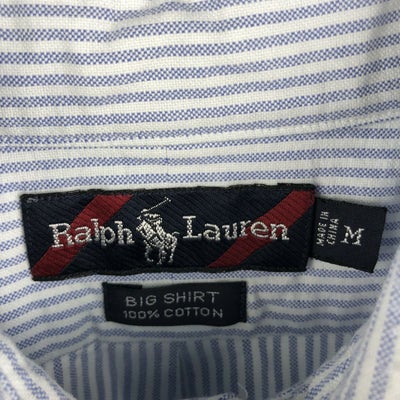 Ralph Lauren
MADE IN
CHINA
M
BIG SHIRT
100% COTTON